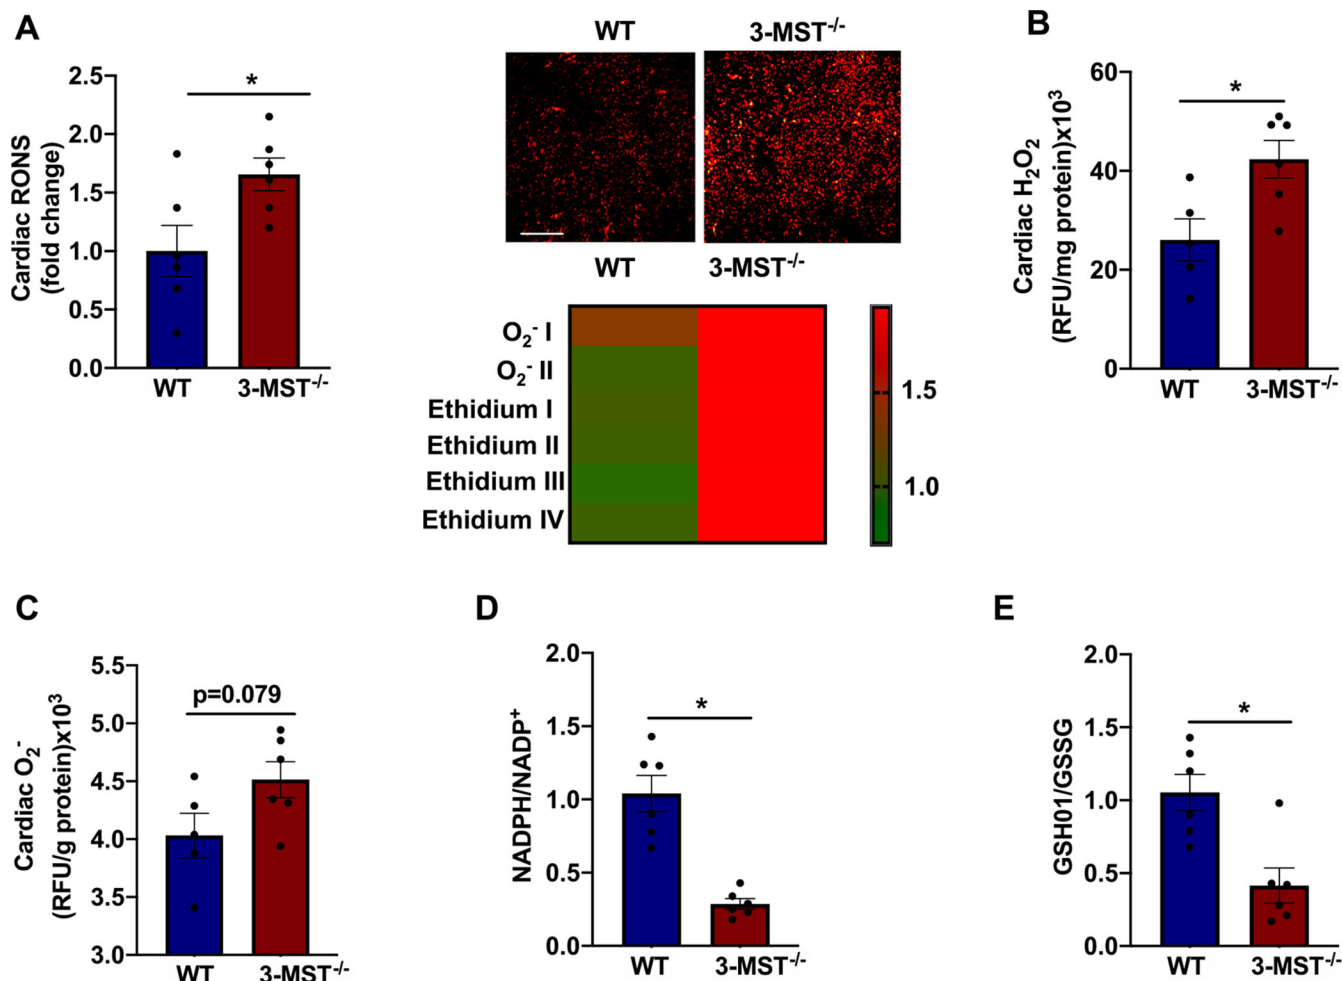 A
Cardiac RONS
(fold change)
2.5
2.0
1.5
1.0
0.5
0.0
*
WT
3-MST-/-
WT
3-MST-/-
WT
3-MST-/-
O2- I
O2- II
Ethidium I
Ethidium II
Ethidium III
Ethidium IV
1.5
1.0
B
Cardiac H2O2
(RFU/mg protein)x10³
60
40
20
0
*
WT
3-MST-/-
C
Cardiac O2-
(RFU/g protein)x10³
5.5
5.0
4.5
4.0
3.5
3.0
p=0.079
WT
3-MST-/-
D
NADPH/NADP+
2.0
1.5
1.0
0.5
0.0
*
WT
3-MST-/-
E
GSH01/GSSG
2.0
1.5
1.0
0.5
0.0
*
WT
3-MST-/-